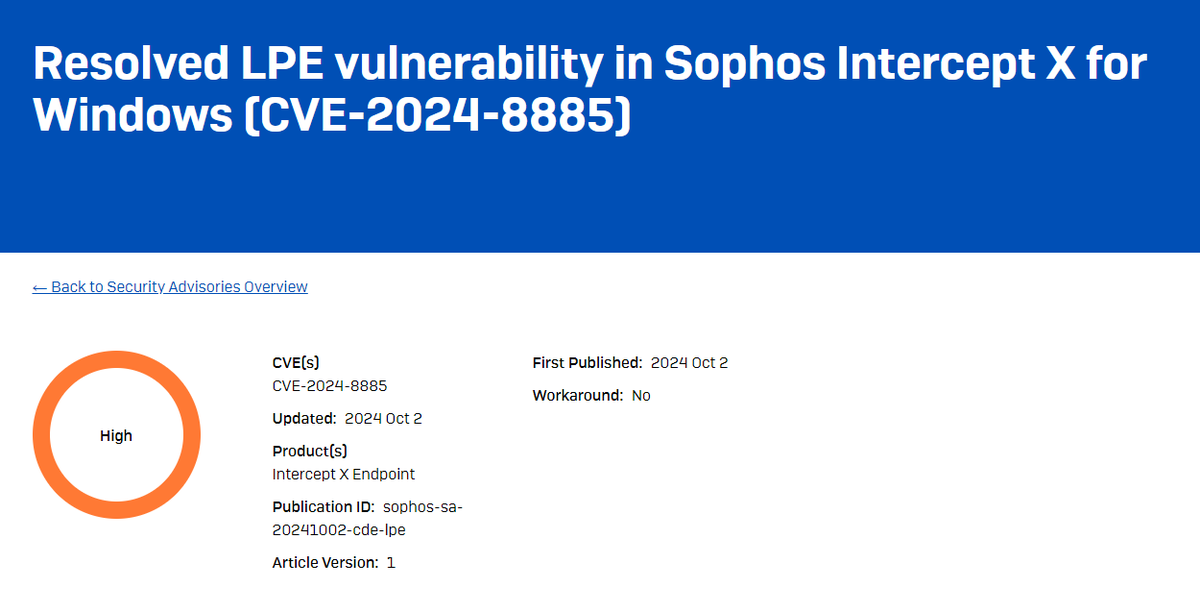 Resolved LPE vulnerability in Sophos Intercept X for
Windows (CVE-2024-8885)
← Back to Security Advisories Overview
High
CVE(s)
CVE-2024-8885
Updated: 2024 Oct 2
Product(s)
Intercept X Endpoint
Publication ID: sophos-sa-
20241002-cde-lpe
Article Version: 1
First Published: 2024 Oct 2
Workaround: No